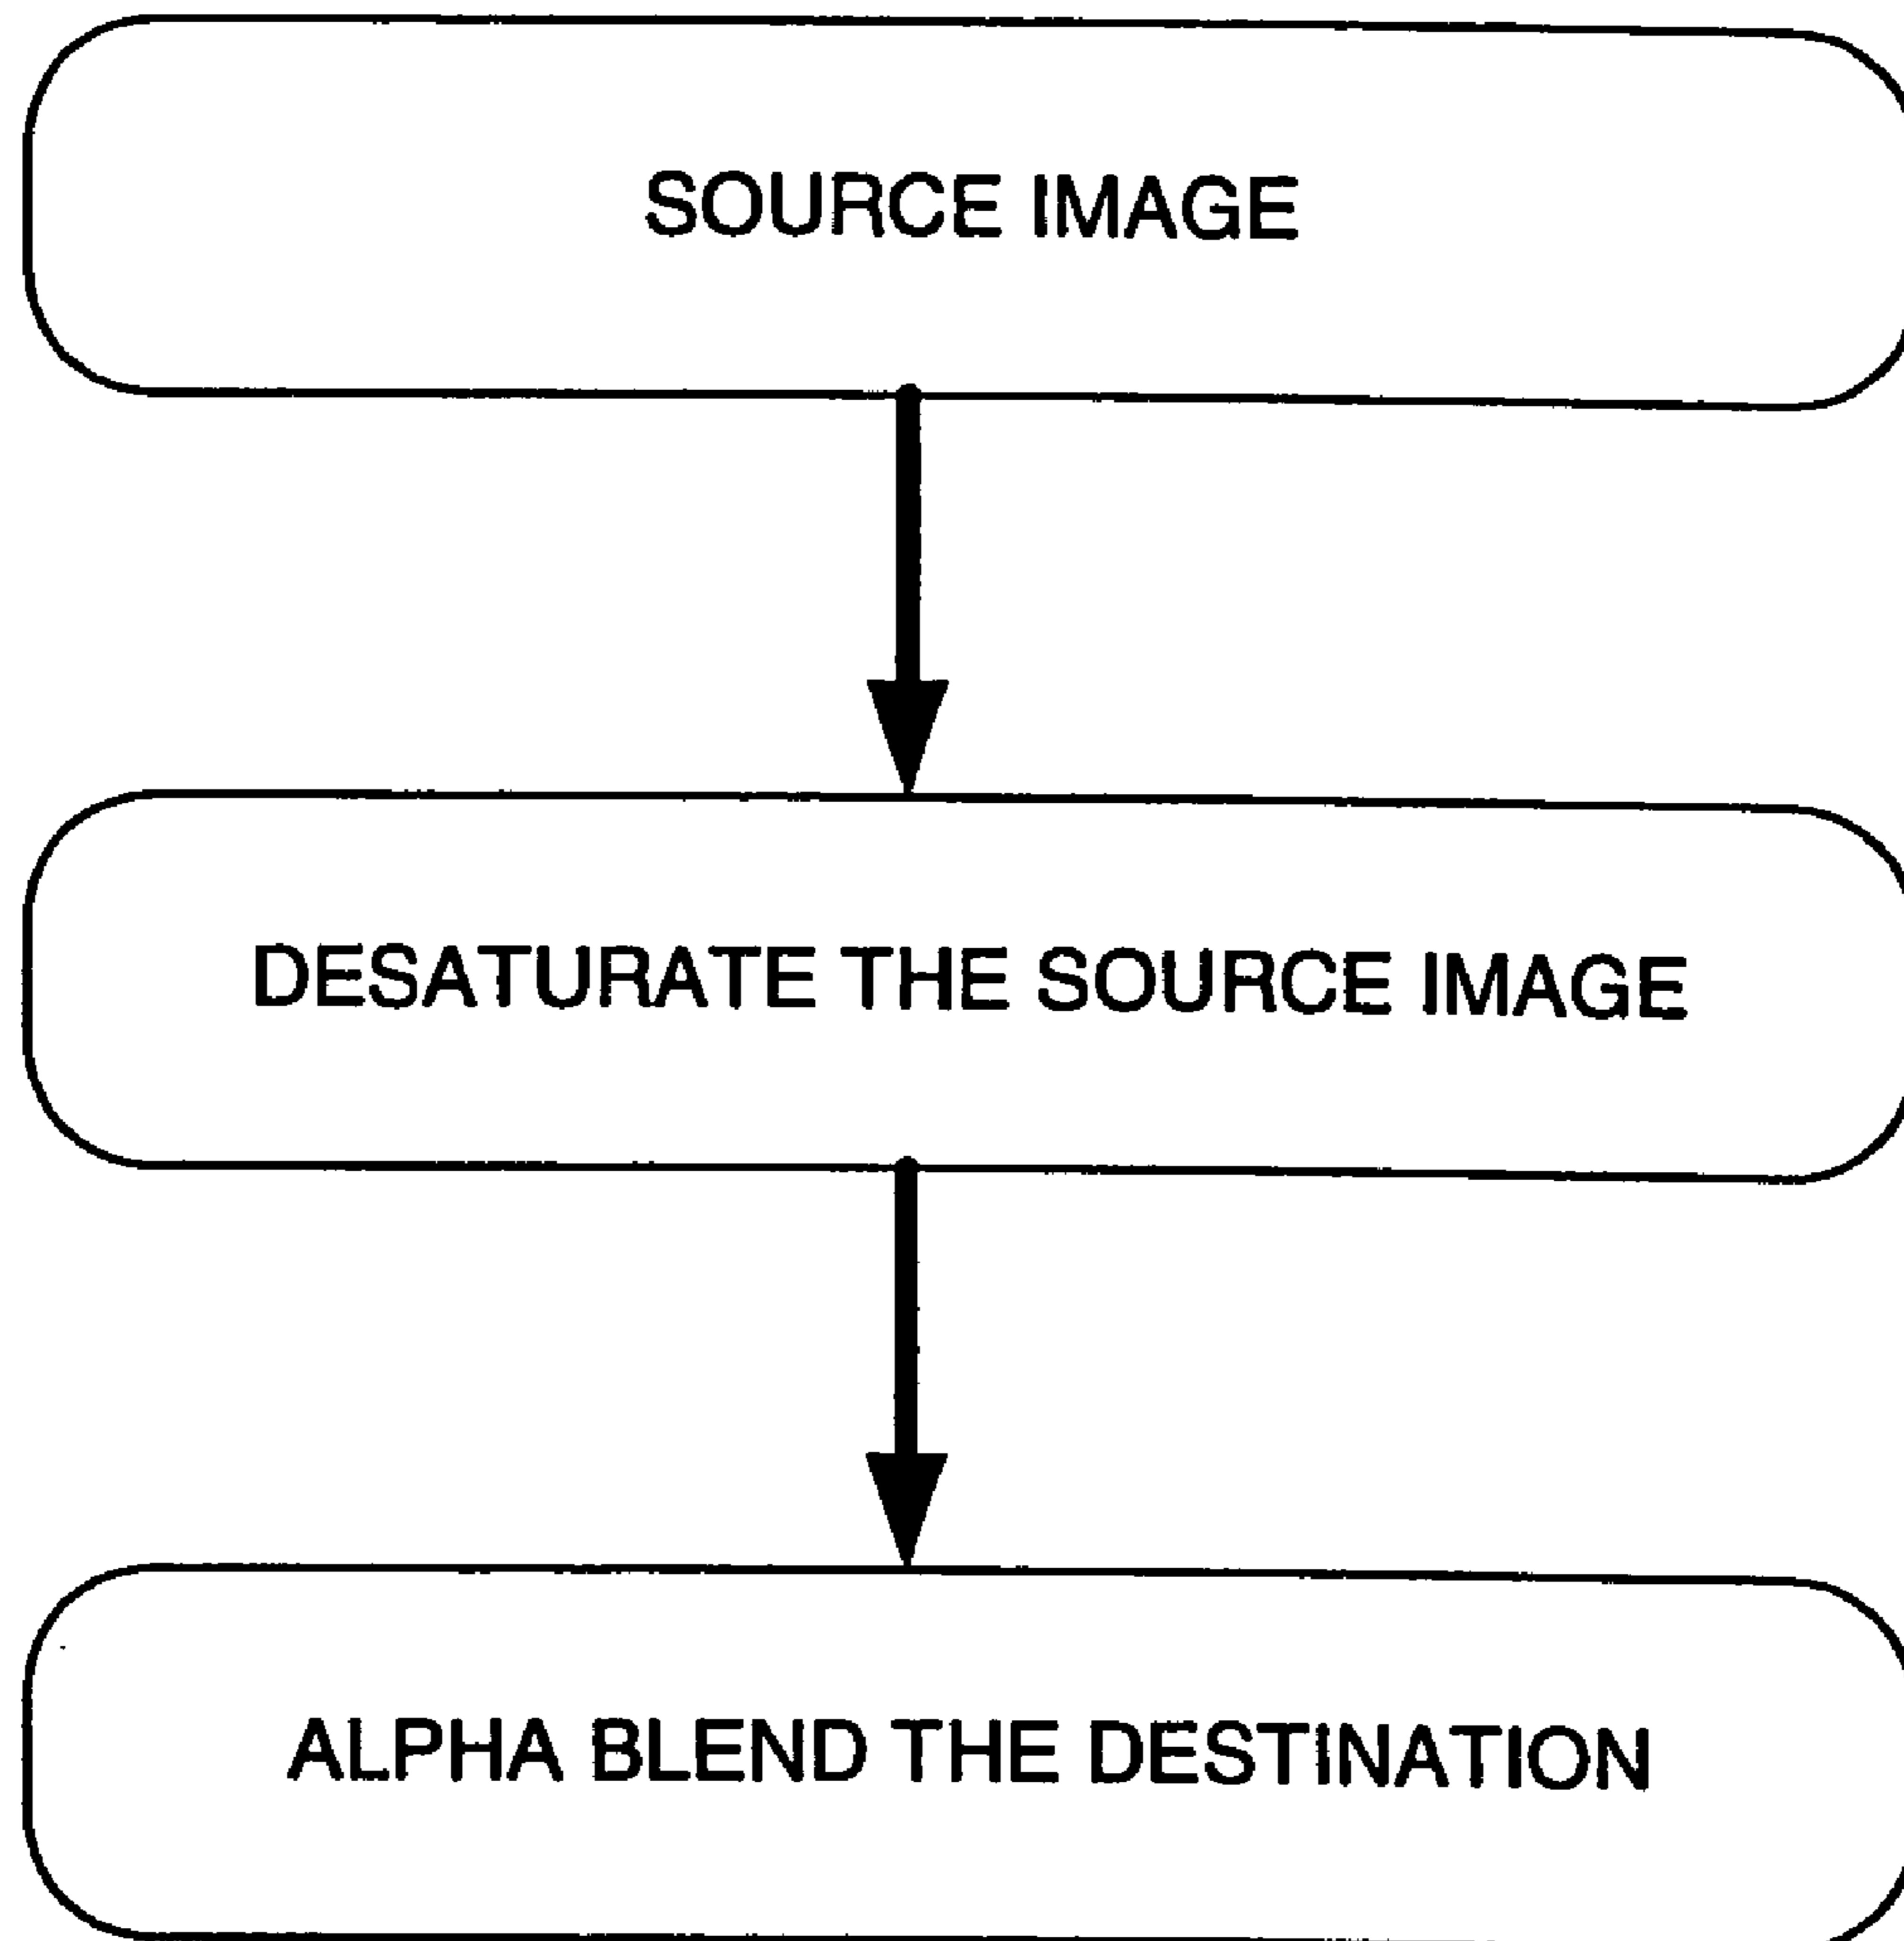 SOURCE IMAGE
DESATURATE THE SOURCE IMAGE
ALPHA BLEND THE DESTINATION